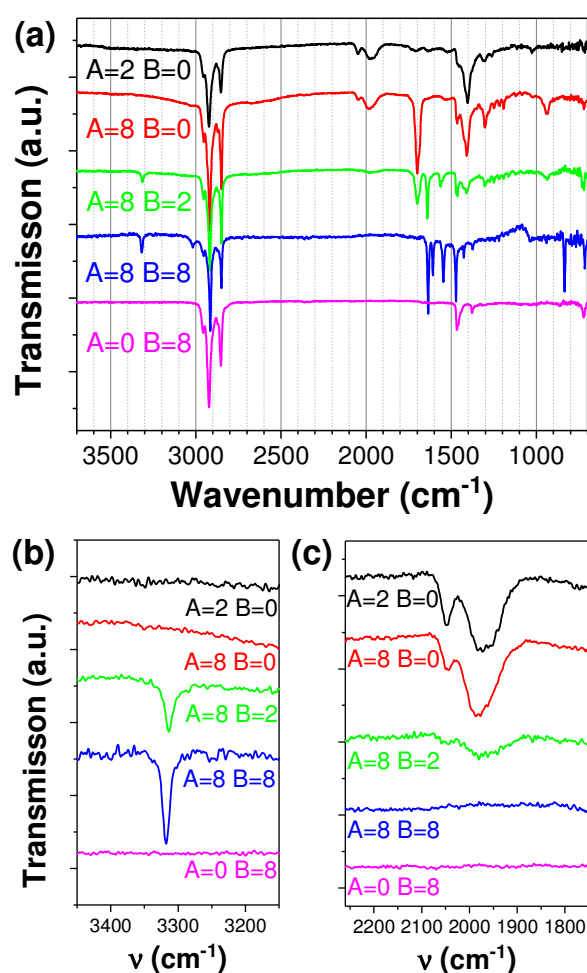 (a)
A=2 B=0
A=8 B=0
A=8 B=2
A=8 B=8
A=0 B=8
Transmisson (a.u.)
3500 3000 2500 2000 1500 1000
Wavenumber (cm-1)
(b)
A=2 B=0
A=8 B=0
A=8 B=2
A=8 B=8
A=0 B=8
Transmisson (a.u.)
3400 3300 3200
ν (cm-1)
(c)
A=2 B=0
A=8 B=0
A=8 B=2
A=8 B=8
A=0 B=8
2200 2100 2000 1900 1800
ν (cm-1)